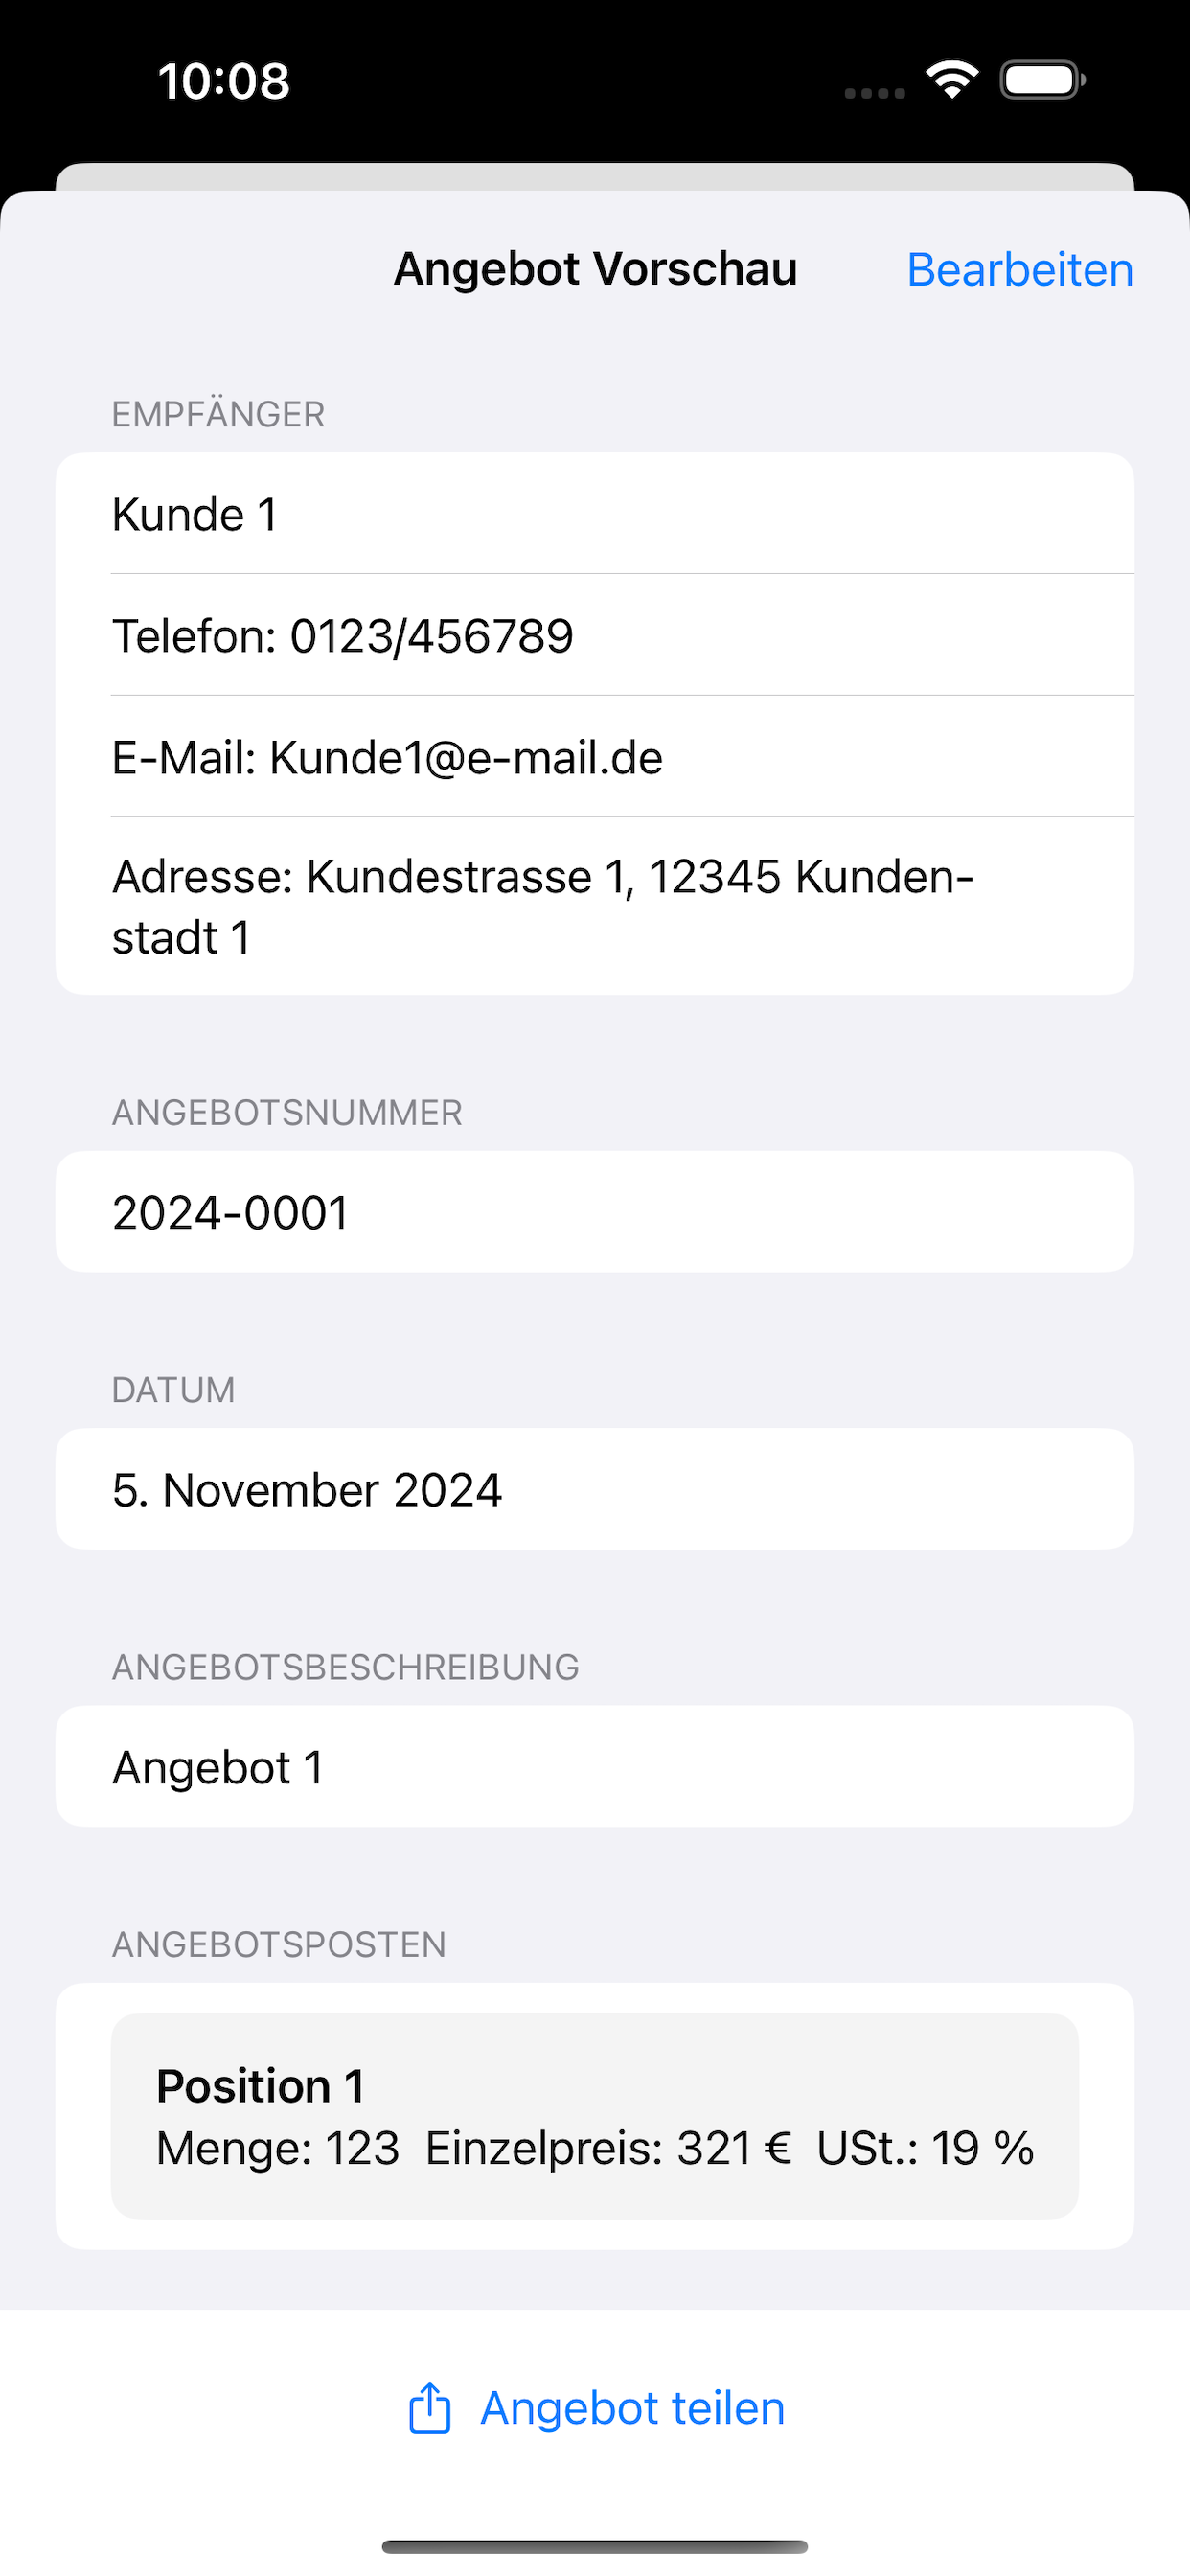 10:08
Angebot Vorschau
Bearbeiten
EMPFÄNGER
Kunde 1
Telefon: 0123/456789
E-Mail: Kunde1@e-mail.de
Adresse: Kundestrasse 1, 12345 Kunden-
stadt 1
ANGEBOTSNUMMER
2024-0001
DATUM
5. November 2024
ANGEBOTSBESCHREIBUNG
Angebot 1
ANGEBOTSPOSTEN
Position 1
Menge: 123 Einzelpreis: 321 € USt.: 19 %
Angebot teilen